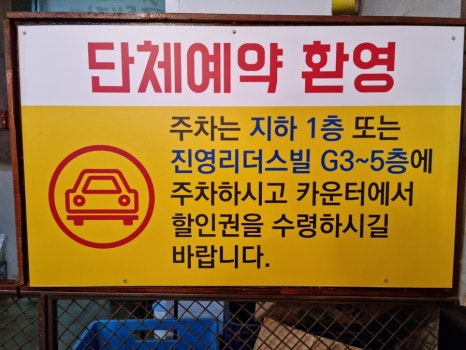 단체예약 환영
주차는 지하 1층 또는
진영리더스빌 G3~5층에
주차하시고 카운터에서
할인권을 수령하시길
바랍니다.